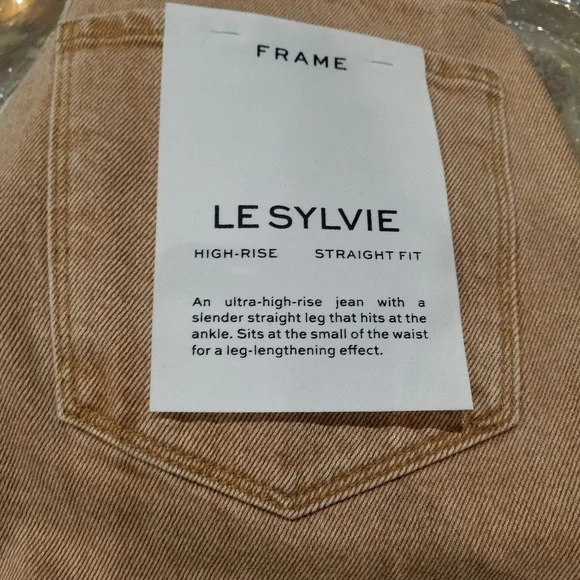 FRAME
LE SYLVIE
HIGH-RISE STRAIGHT FIT
An ultra-high-rise jean with a
slender straight leg that hits at the
ankle. Sits at the small of the waist
for a leg-lengthening effect.